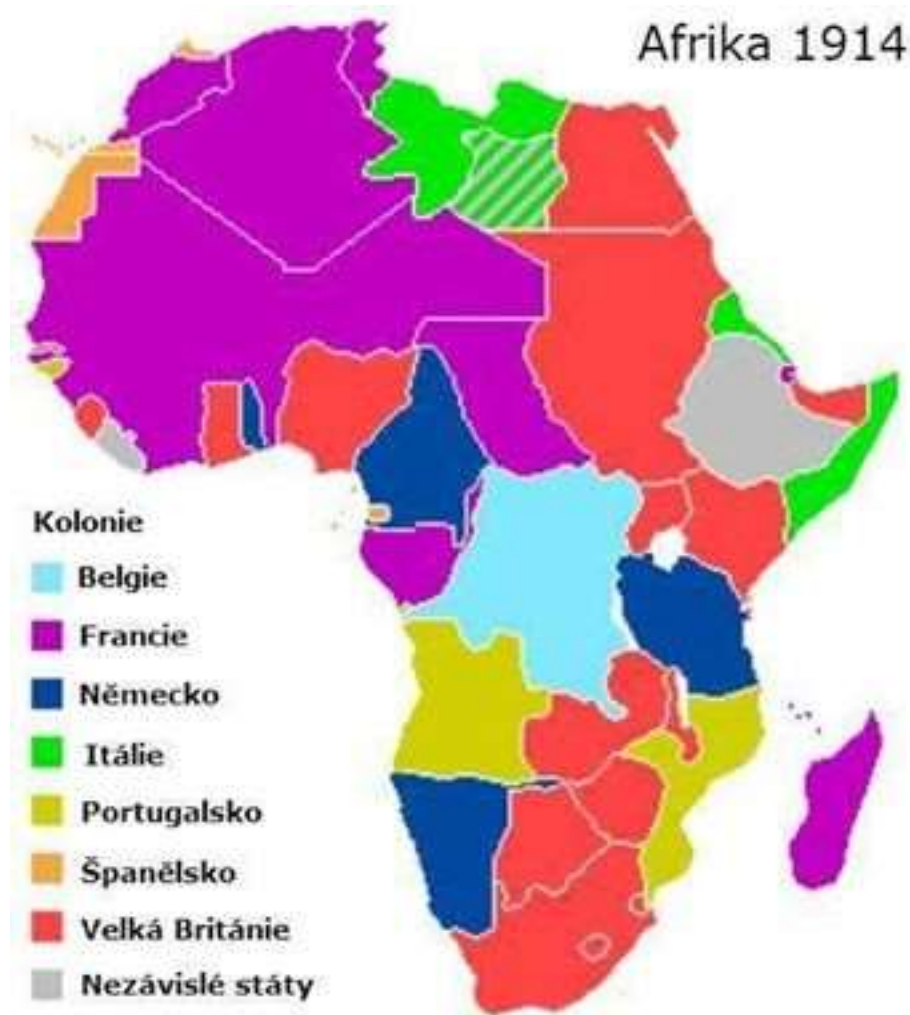 Afrika 1914
Kolonie
Belgie
Francie
Německo
Itálie
Portugalsko
Španělsko
Velká Británie
Nezávislé státy